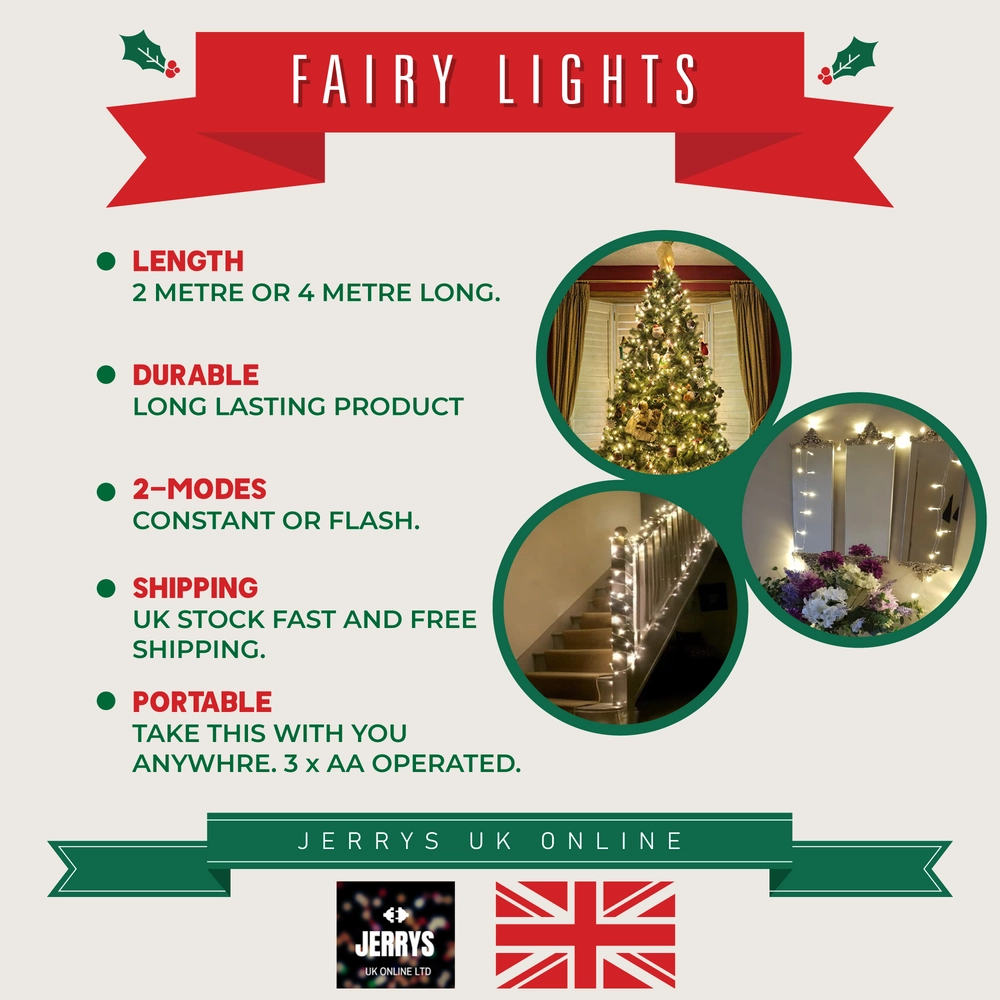 FAIRY LIGHTS
LENGTH
2 METRE OR 4 METRE LONG.
DURABLE
LONG LASTING PRODUCT
2-MODES
CONSTANT OR FLASH.
SHIPPING
UK STOCK FAST AND FREE
SHIPPING.
PORTABLE
TAKE THIS WITH YOU
ANYWHRE. 3 x AA OPERATED.
JERRYS UK ONLINE
JERRYS
UK ONLINE LTD